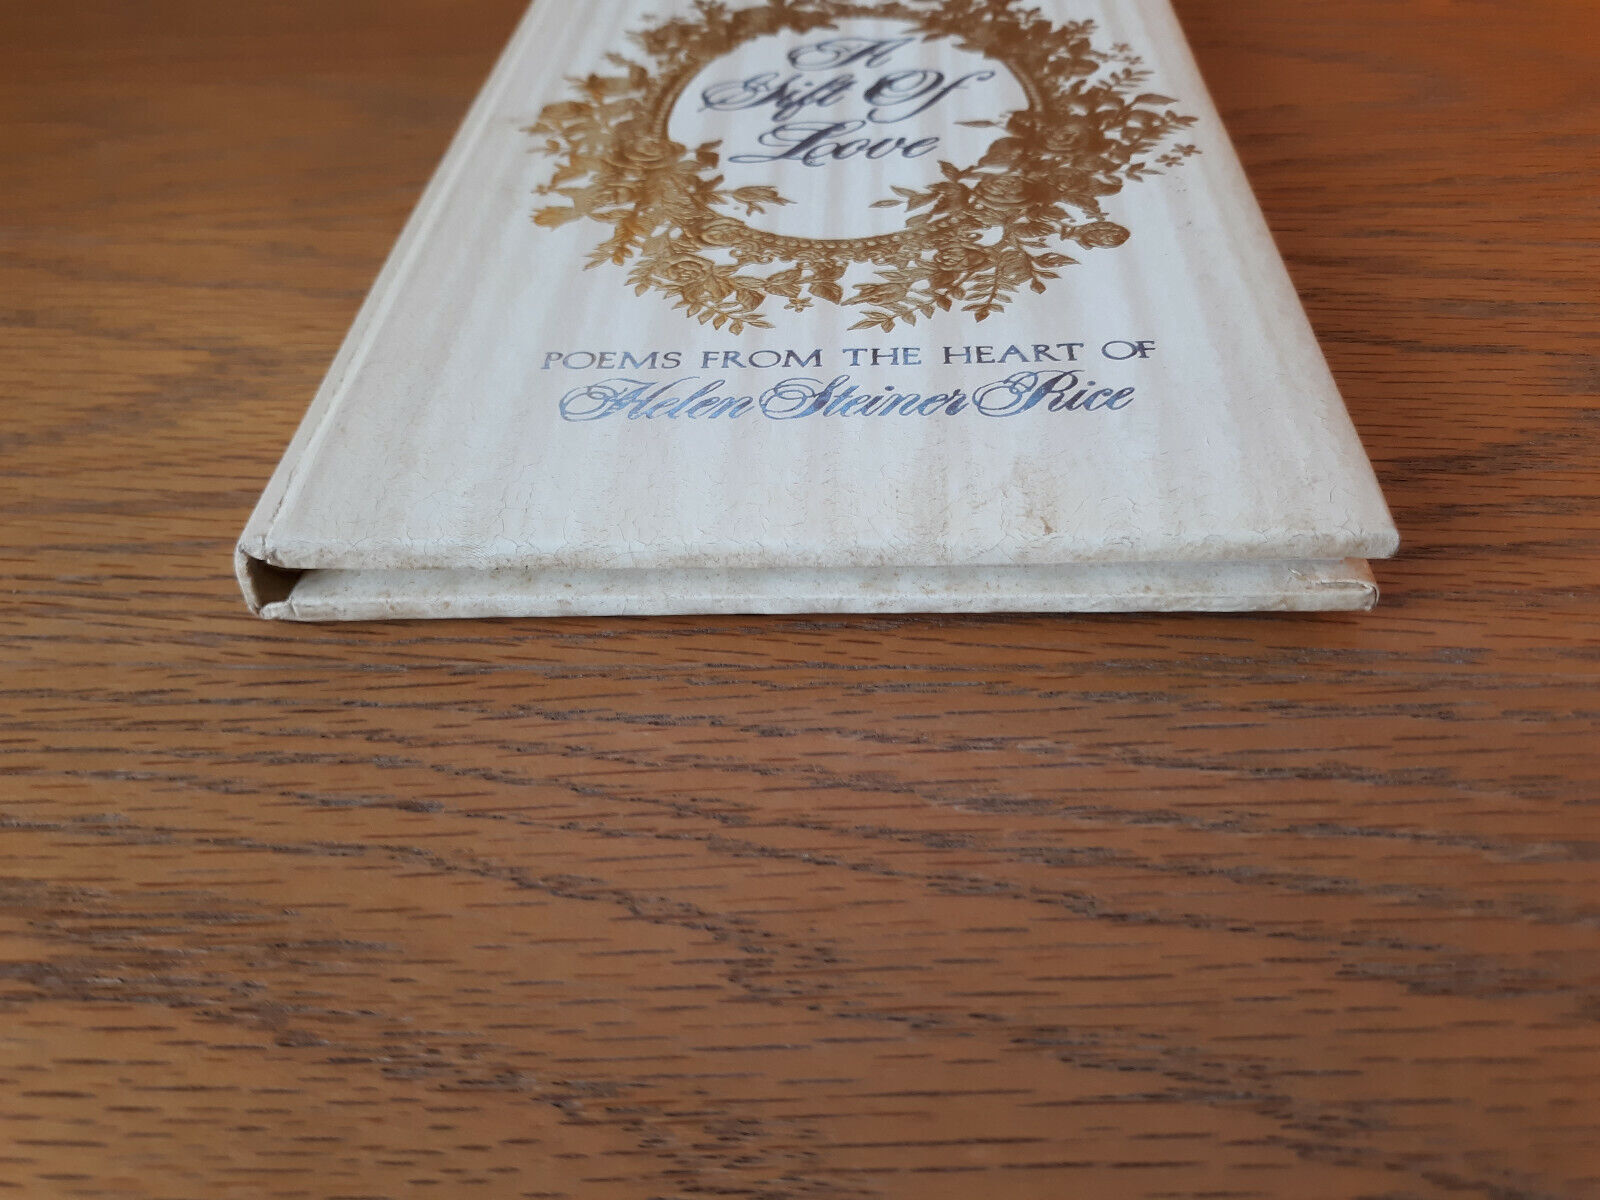 A
Gift Of
Love
POEMS FROM THE HEART OF
Helen Steiner Rice